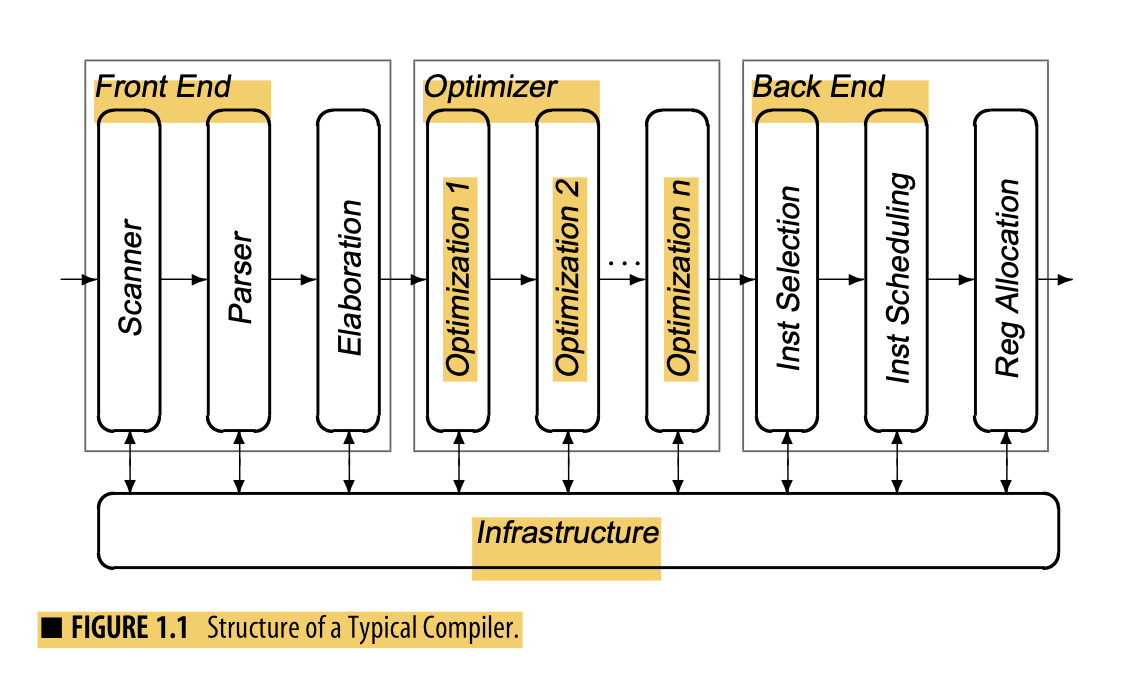 Front End
Optimizer
Back End
Scanner
Parser
Elaboration
Optimization 1
Optimization 2
...
Optimization n
Inst Selection
Inst Scheduling
Reg Allocation
Infrastructure
■ FIGURE 1.1 Structure of a Typical Compiler.